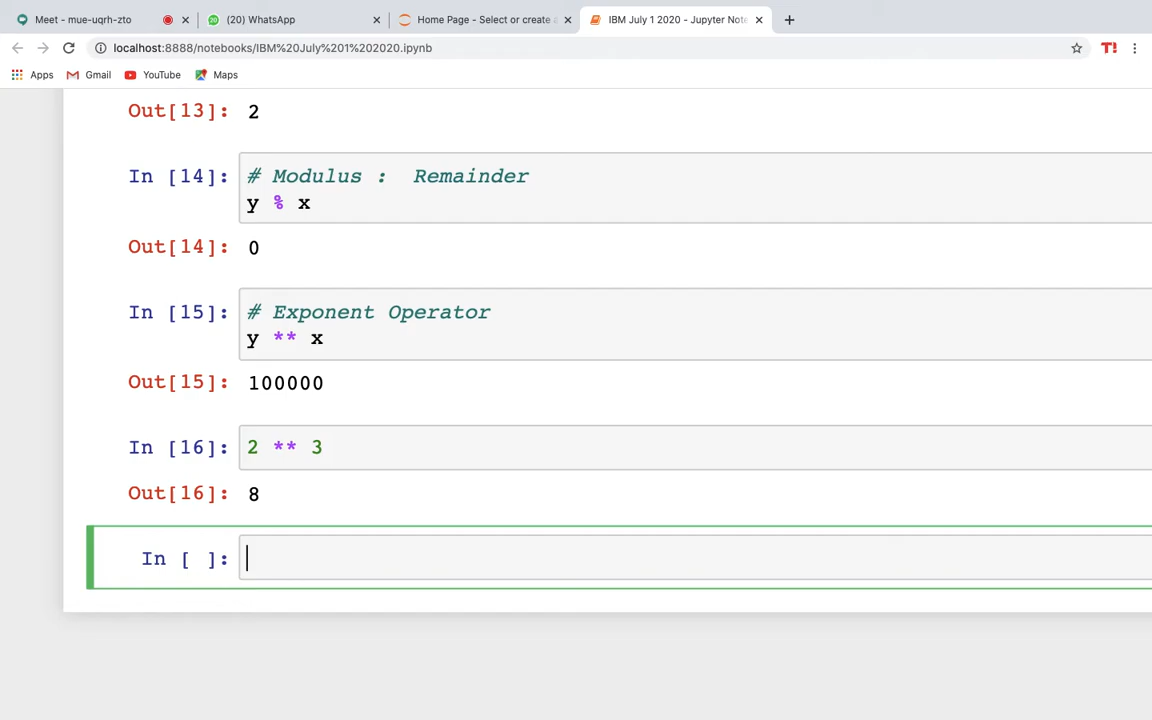 Meet - mue-uqrh-zto
(20) WhatsApp
Home Page - Select or create a
IBM July 1 2020 - Jupyter Note
localhost:8888/notebooks/IBM%20July%201%202020.ipynb
T!
Apps
Gmail
YouTube
Maps
Out[13]: 2
In [14]: # Modulus : Remainder
y % x
Out[14]: 0
In [15]: # Exponent Operator
y ** x
Out[15]: 100000
In [16]: 2 ** 3
Out[16]: 8
In [ ]: